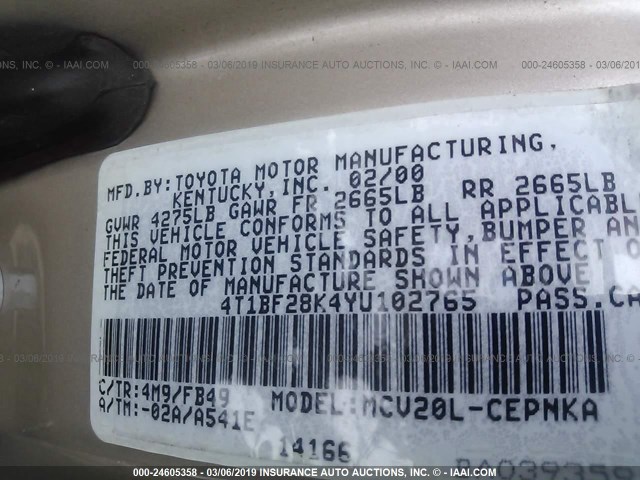 INC. - IAAI.COM 000-24605358 - 03/06/2019 INSURANCE AUTO AUCTIONS, INC. - IAAI.COM 000-24605358 - 03/06/2
MFD.BY:TOYOTA MOTOR MANUFACTURING,
KENTUCKY,INC. 02/00
GVWR 4275LB GAWR FR 2665LB RR 2665LB
THIS VEHICLE CONFORMS TO ALL APPLICABL
FEDERAL MOTOR VEHICLE SAFETY,BUMPER AN
THEFT PREVENTION STANDARDS IN EFFECT O
THE DATE OF MANUFACTURE SHOWN ABOVE.
4T1BF28K4YU102765 PASS.CA
C/TR:4M9/FB49 MODEL:MCV20L-CEPNKA
A/TM:-02A/A541E
14166
000-24605358 - 03/06/2019 INSURANCE AUTO AUCTIONS, INC. - IAAI.COM